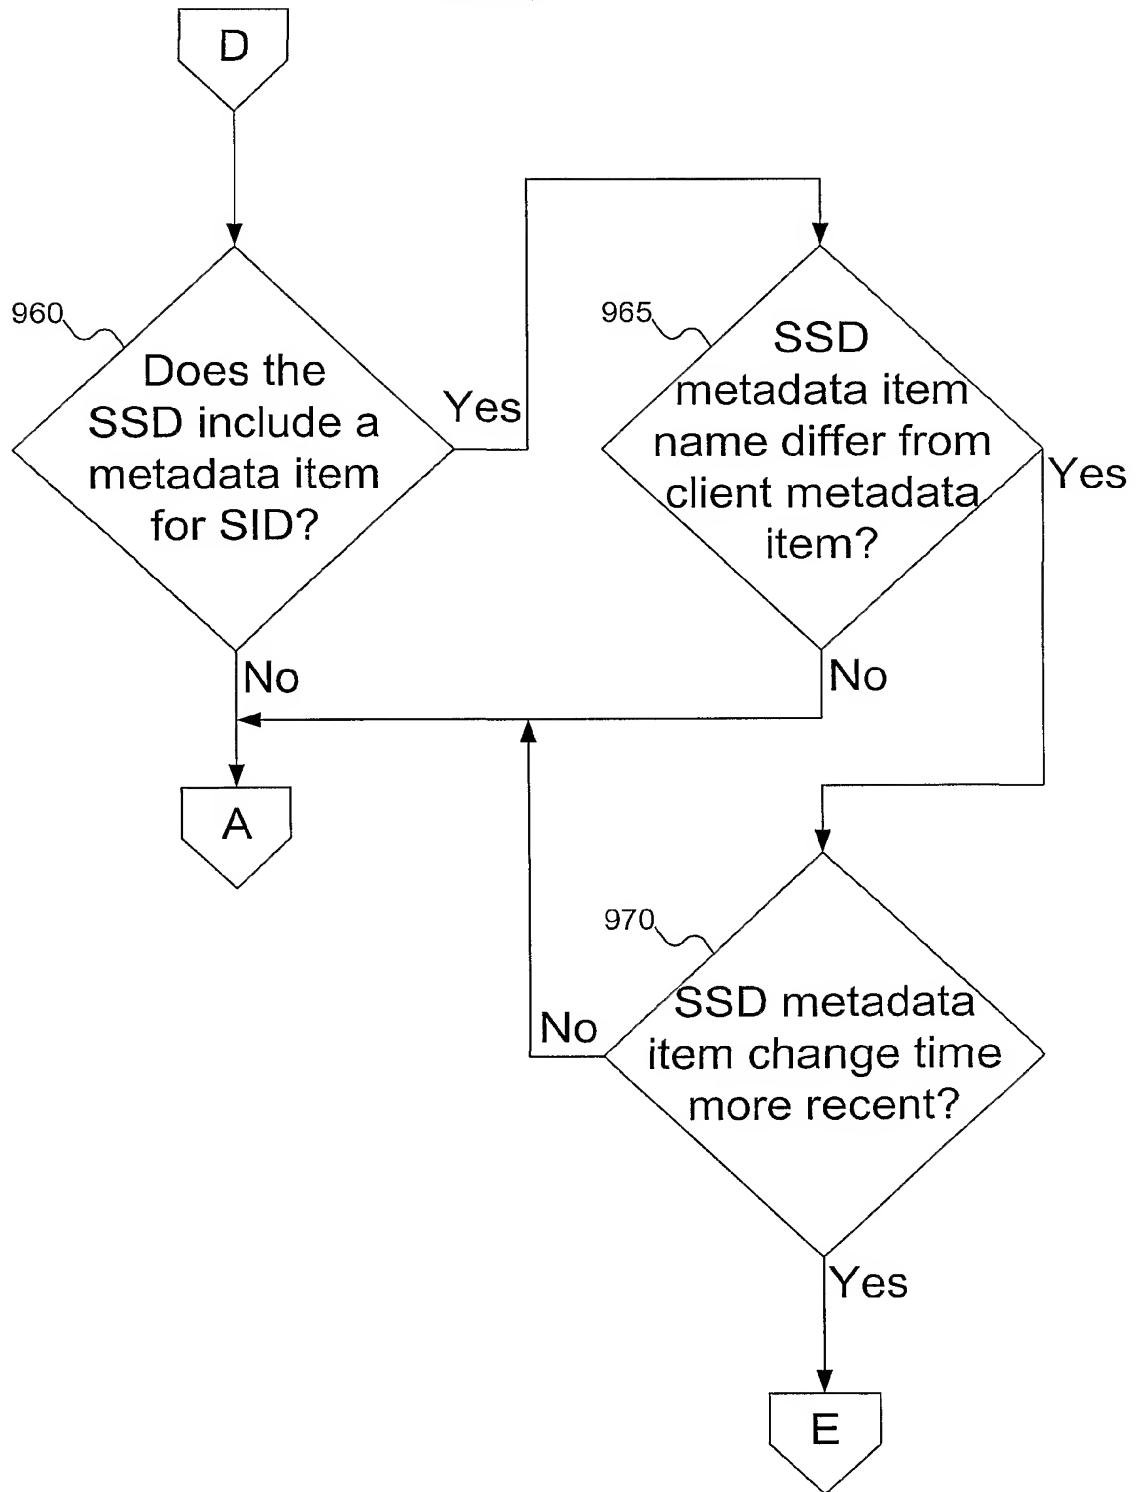 D
960
Does the
SSD include a
metadata item
for SID?
Yes
No
965
SSD
metadata item
name differ from
client metadata
item?
Yes
No
A
970
SSD metadata
item change time
more recent?
No
Yes
E